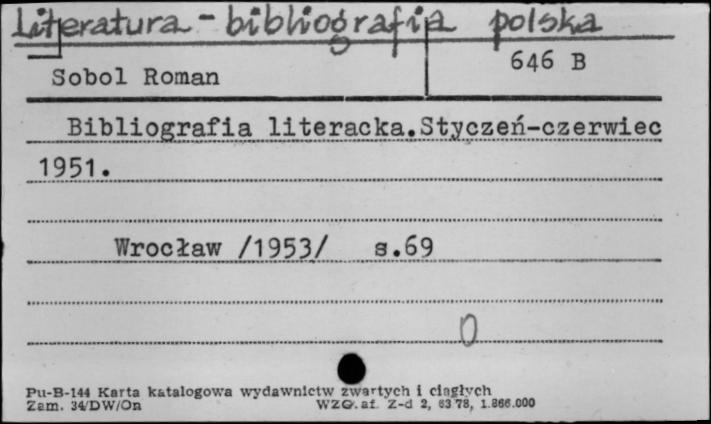 Literatura - bibliografia polska
Sobol Roman 646 B
Bibliografia literacka.Styczeń-czerwiec
1951.
Wrocław /1953/ s.69
0
Pu-B-144 Karta katalogowa wydawnictw zwartych i ciągłych
Zam. 34/DW/On WZG. af. Z-d 2, 63 78, 1.866.000